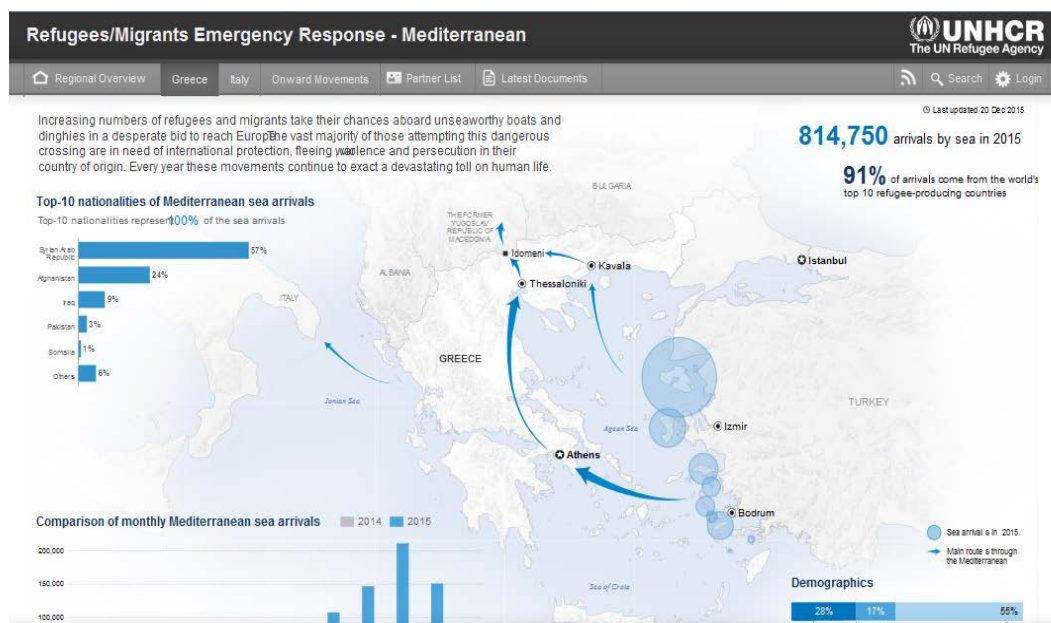 Refugees/Migrants Emergency Response - Mediterranean
UNHCR
The UN Refugee Agency
Regional Overview
Greece
Italy
Onward Movements
Partner List
Latest Documents
Search
Login
Last updated 20 Dec 2015
Increasing numbers of refugees and migrants take their chances aboard unseaworthy boats and
dinghies in a desperate bid to reach Europe. The vast majority of those attempting this dangerous
crossing are in need of international protection, fleeing war, violence and persecution in their
country of origin. Every year these movements continue to exact a devastating toll on human life.
814,750 arrivals by sea in 2015
91% of arrivals come from the world's
top 10 refugee-producing countries
Top-10 nationalities of Mediterranean sea arrivals
Top-10 nationalities represent 100% of the sea arrivals
Syrian Arab
Republic
57%
Afghanistan
24%
Iraq
9%
Pakistan
3%
Somalia
1%
Others
6%
BULGARIA
THE FORMER
YUGOSLAV
REPUBLIC OF
MACEDONIA
Idomeni
Kavala
Istanbul
Thessaloniki
ALBANIA
ITALY
GREECE
Ionian Sea
Agean Sea
TURKEY
Izmir
Athens
Bodrum
Sea of Crete
Sea arrivals in 2015
Main routes through
the Mediterranean
Comparison of monthly Mediterranean sea arrivals
2014
2015
200,000
150,000
100,000
Demographics
28%
17%
55%